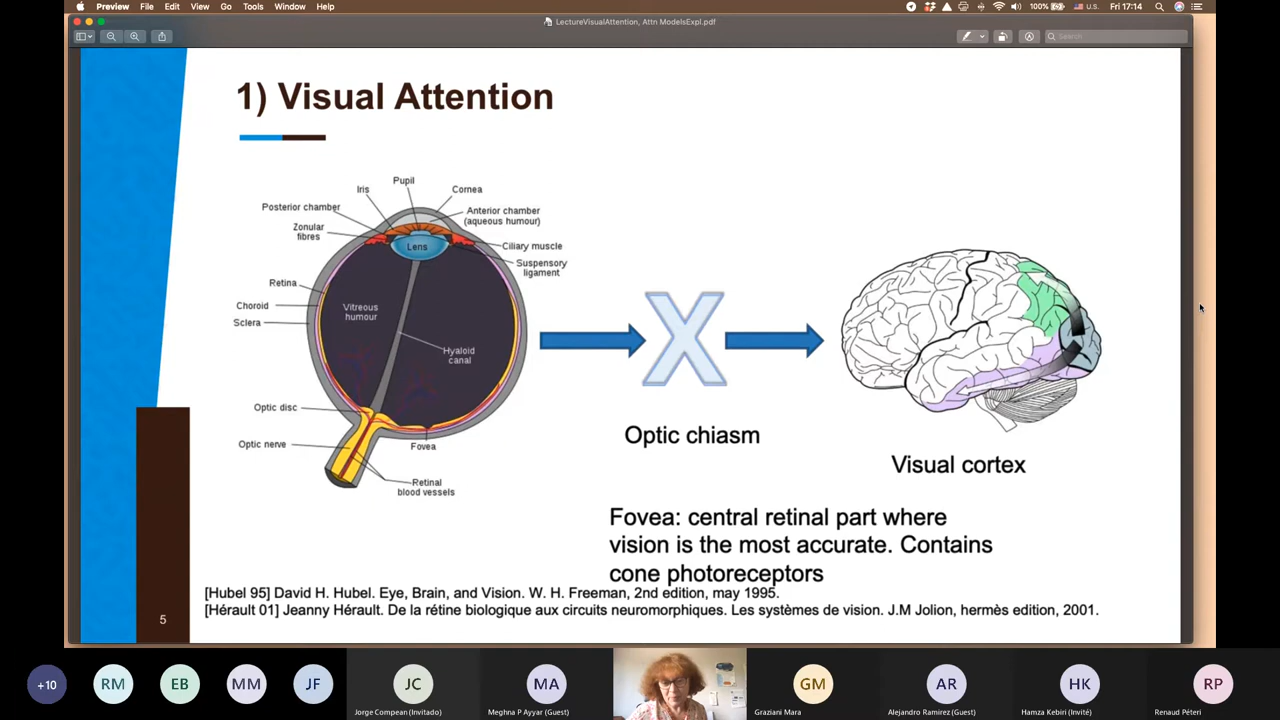 Preview File Edit View Go Tools Window Help
100% U.S. Fri 17:14
LectureVisualAttention, Attn ModelsExpl.pdf
Search
1) Visual Attention
Pupil
Iris
Cornea
Posterior chamber
Anterior chamber
(aqueous humour)
Zonular
fibres
Lens
Ciliary muscle
Suspensory
ligament
Retina
Choroid
Vitreous
humour
Sclera
Hyaloid
canal
Optic disc
Optic nerve
Fovea
Retinal
blood vessels
X
Optic chiasm
Visual cortex
Fovea: central retinal part where
vision is the most accurate. Contains
cone photoreceptors
[Hubel 95] David H. Hubel. Eye, Brain, and Vision. W. H. Freeman, 2nd edition, may 1995.
[Hérault 01] Jeanny Hérault. De la rétine biologique aux circuits neuromorphiques. Les systèmes de vision. J.M Jolion, hermès edition, 2001.
5
+10 RM EB MM JF JC MA GM AR HK RP
Jorge Compean (Invitado) Meghna P Ayyar (Guest) Graziani Mara Alejandro Ramirez (Guest) Hamza Kebiri (Invité) Renaud Péteri